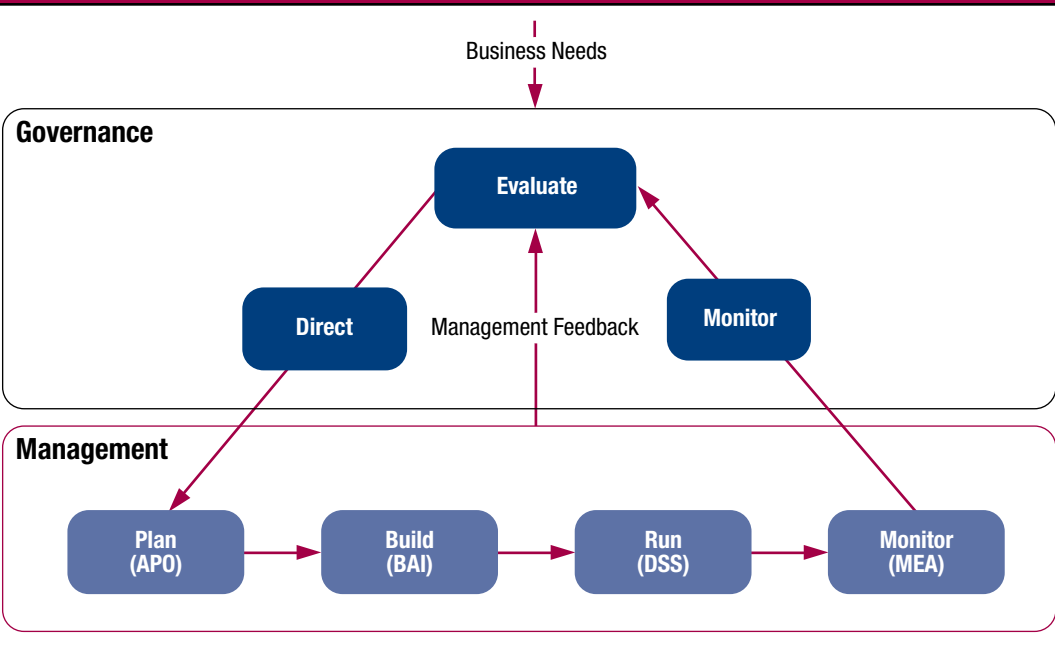 Business Needs
Governance
Evaluate
Direct
Management Feedback
Monitor
Management
Plan
(APO)
Build
(BAI)
Run
(DSS)
Monitor
(MEA)